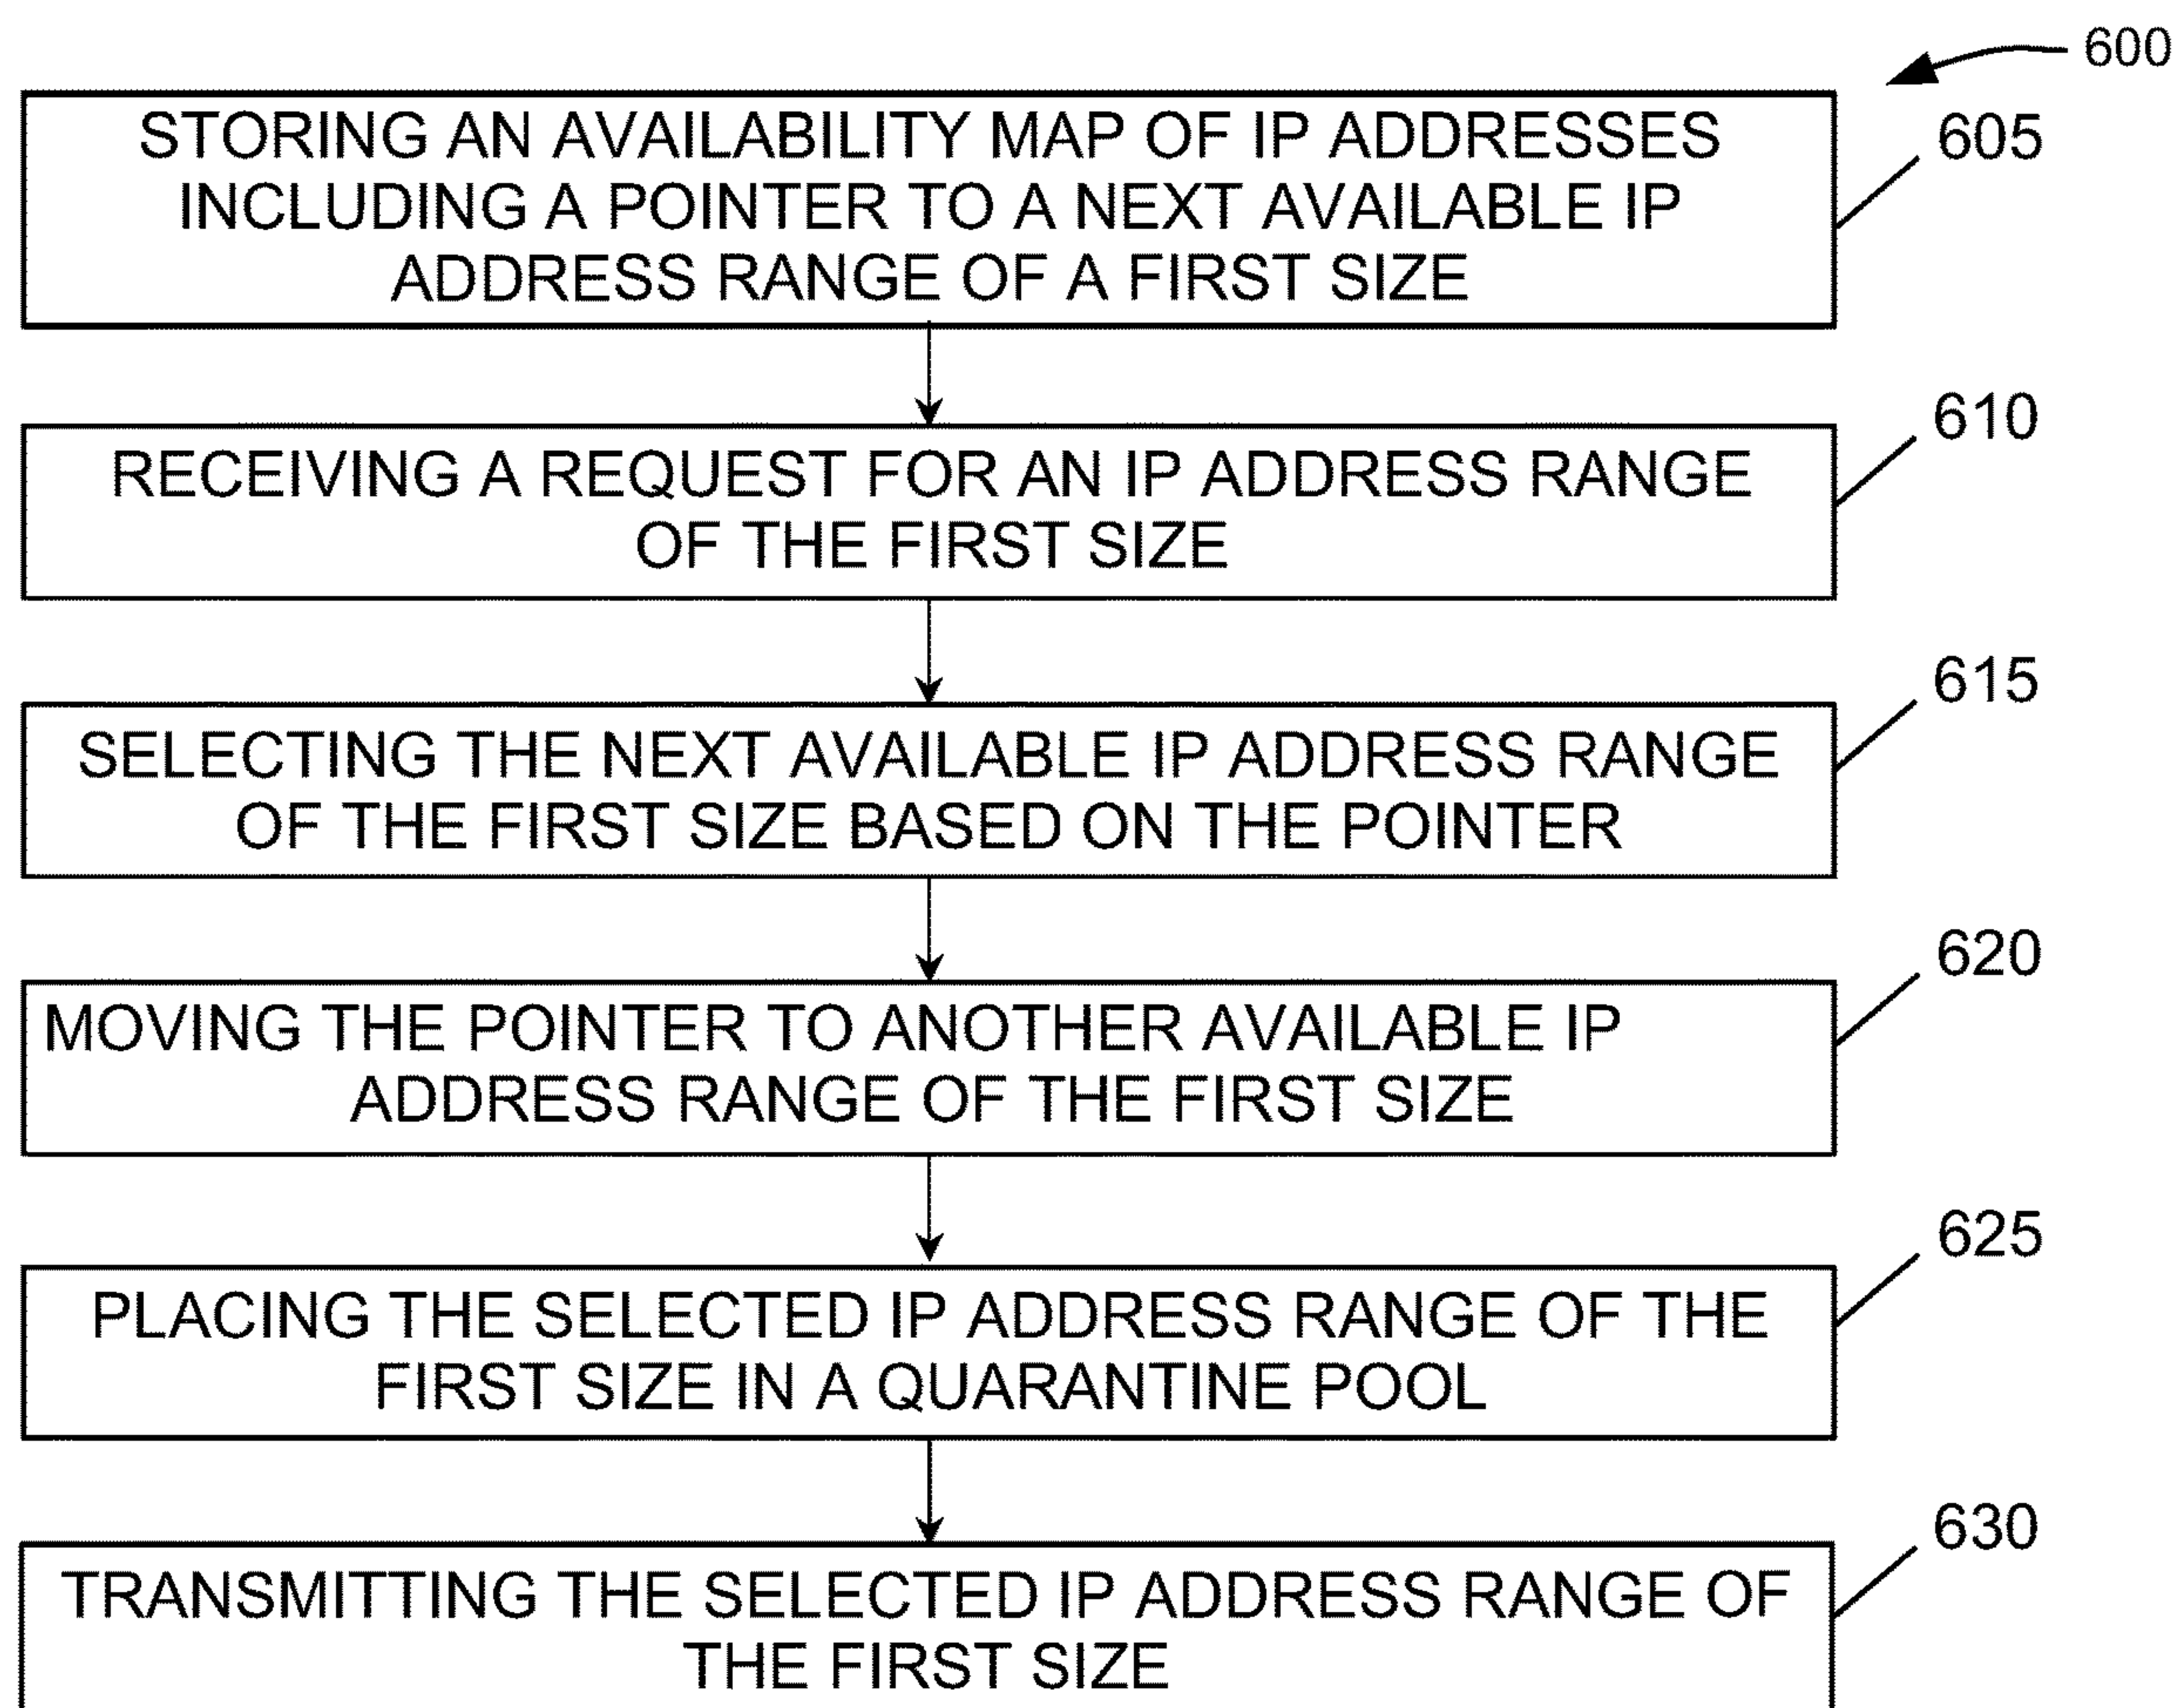 600
STORING AN AVAILABILITY MAP OF IP ADDRESSES
INCLUDING A POINTER TO A NEXT AVAILABLE IP
ADDRESS RANGE OF A FIRST SIZE
605
RECEIVING A REQUEST FOR AN IP ADDRESS RANGE
OF THE FIRST SIZE
610
SELECTING THE NEXT AVAILABLE IP ADDRESS RANGE
OF THE FIRST SIZE BASED ON THE POINTER
615
MOVING THE POINTER TO ANOTHER AVAILABLE IP
ADDRESS RANGE OF THE FIRST SIZE
620
PLACING THE SELECTED IP ADDRESS RANGE OF THE
FIRST SIZE IN A QUARANTINE POOL
625
TRANSMITTING THE SELECTED IP ADDRESS RANGE OF
THE FIRST SIZE
630